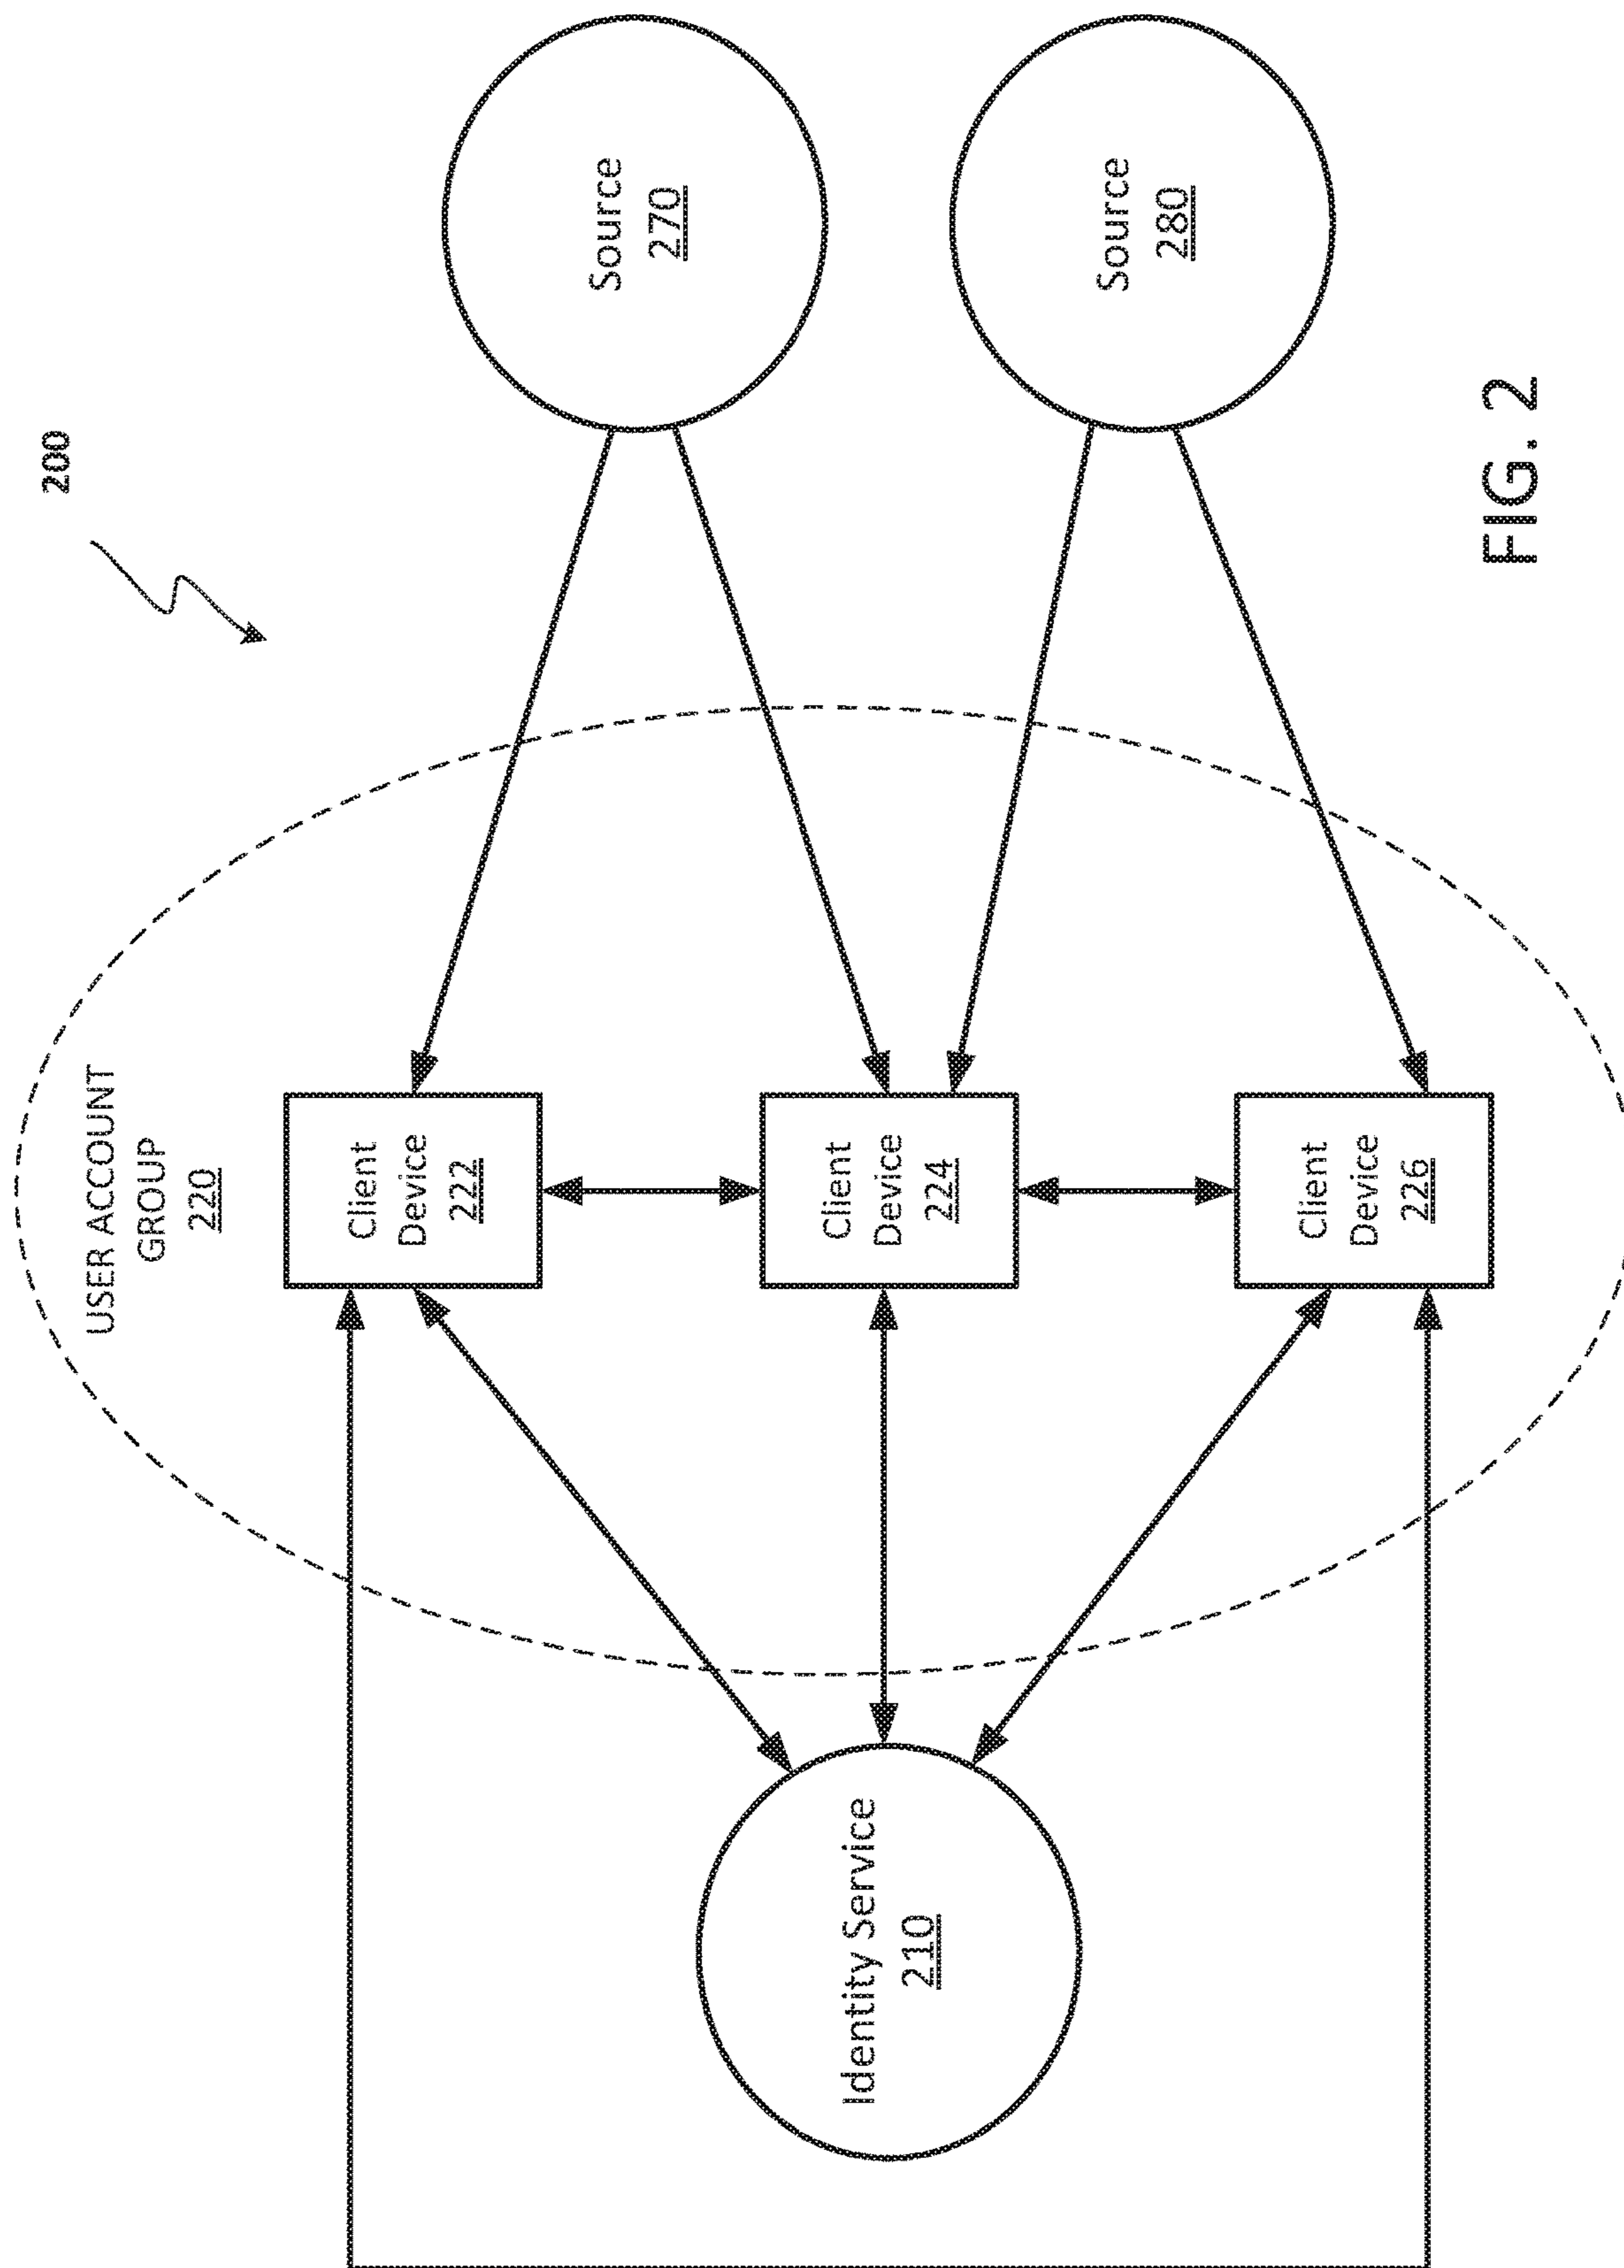 200
USER ACCOUNT
GROUP
220
Client
Device
222
Client
Device
224
Client
Device
226
Identity Service
210
Source
270
Source
280
FIG. 2